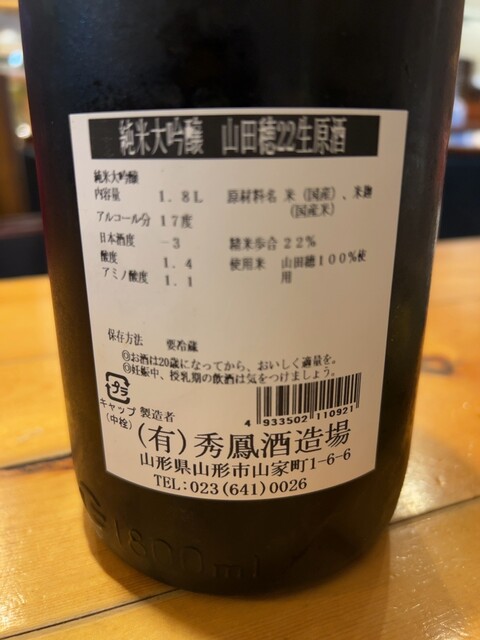 純米大吟醸 山田穂22生原酒
純米大吟醸
内容量 1.8L 原材料名 米(国産)、米麹
(国産米)
アルコール分 17度
日本酒度 -3 精米歩合 22%
酸度 1.4 使用米 山田穂100%使
用
アミノ酸度 1.1
保存方法 要冷蔵
◎お酒は20歳になってから、おいしく適量を。
◎妊娠中、授乳期の飲酒は気をつけましょう。
プラ
キャップ
(中栓)
4 933502 110921
製造者
(有)秀鳳酒造場
山形県山形市山家町1-6-6
TEL:023(641)0026
1800ml